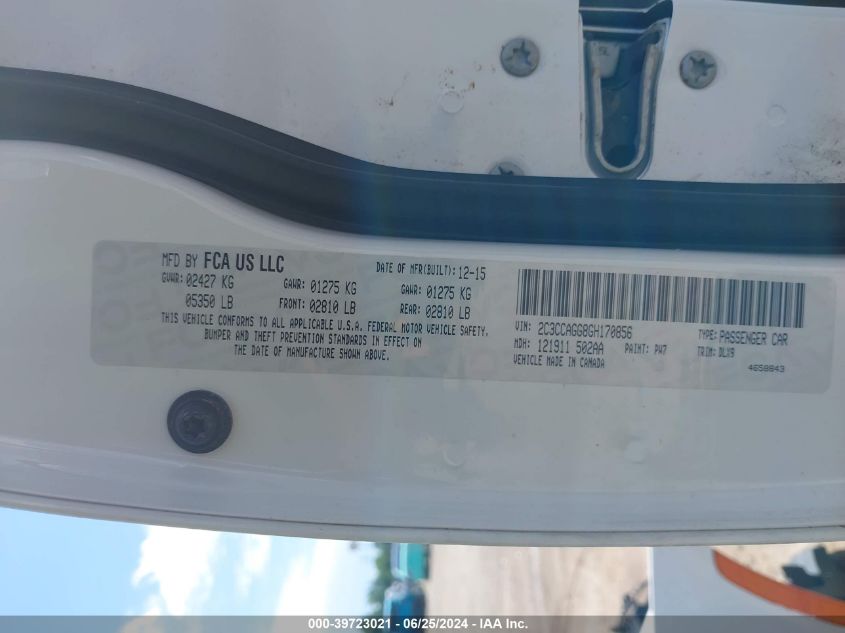 MFD BY FCA US LLC
DATE OF MFR(BUILT): 12-15
GVWR: 02427 KG
GAWR: 01275 KG
GAWR: 01275 KG
05350 LB
FRONT: 02810 LB
REAR: 02810 LB
THIS VEHICLE CONFORMS TO ALL APPLICABLE U.S.A. FEDERAL MOTOR VEHICLE SAFETY,
BUMPER AND THEFT PREVENTION STANDARDS IN EFFECT ON
THE DATE OF MANUFACTURE SHOWN ABOVE.
VIN: 2C3CCAGG8GH170856
TYPE: PASSENGER CAR
MDH: 121911 502AA
PAINT: PW7
TRIM: DLX9
VEHICLE MADE IN CANADA
4658843
000-39723021 - 06/25/2024 - IAA Inc.